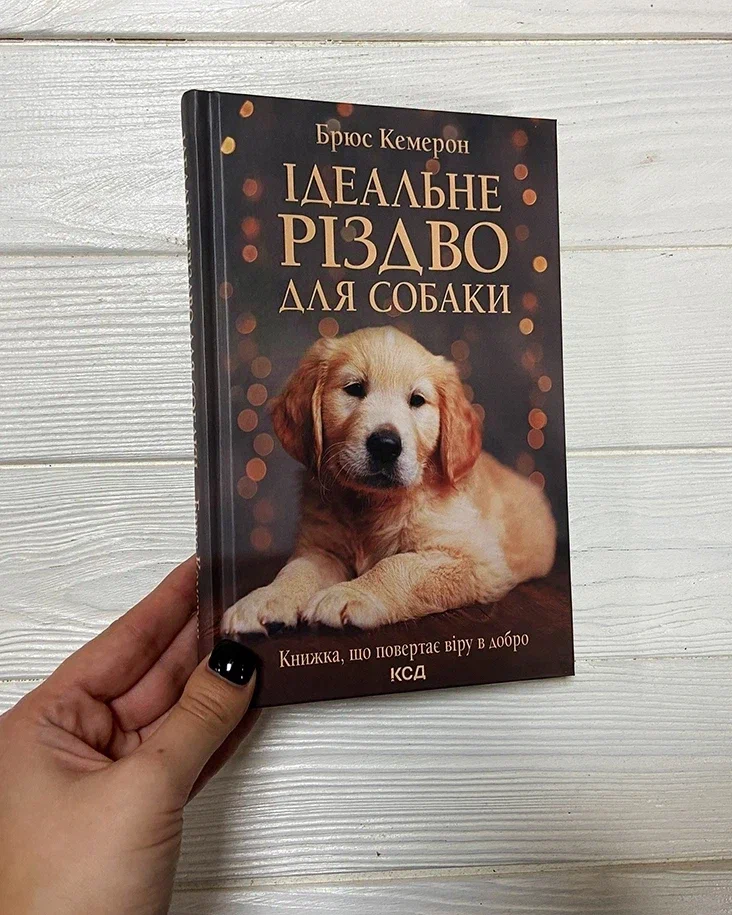 Брюс Кемерон
ІДЕАЛЬНЕ
РІЗДВО
ДЛЯ СОБАКИ
Книжка, що повертає віру в добро
КСД